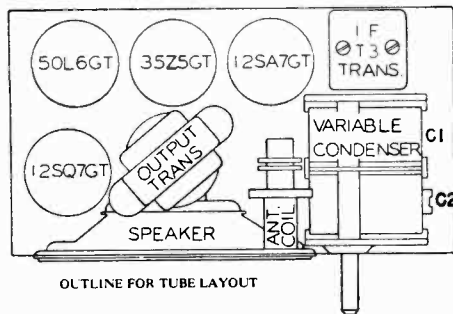 50L6GT
35Z5GT
12SA7GT
I F
T3
TRANS.
12SQ7GT
OUTPUT
TRANS
VARIABLE
CONDENSER
C1
C2
ANT.
COIL
SPEAKER
OUTLINE FOR TUBE LAYOUT